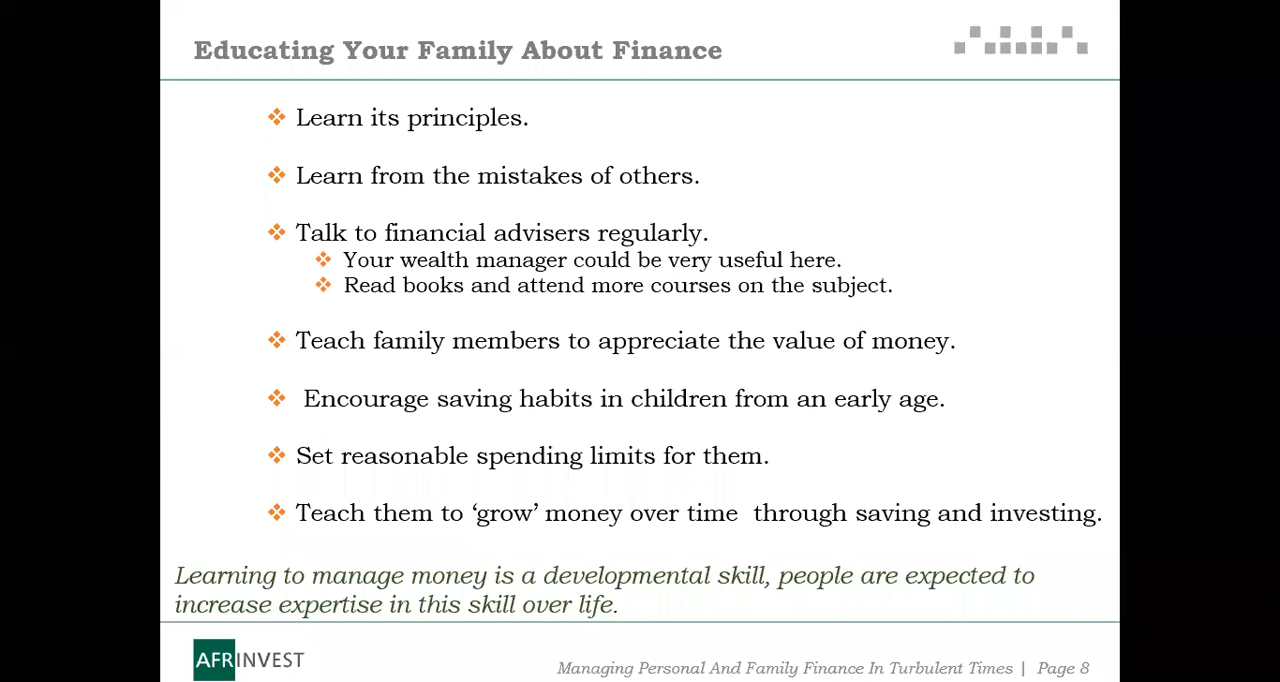 Educating Your Family About Finance
Learn its principles.
Learn from the mistakes of others.
Talk to financial advisers regularly.
Your wealth manager could be very useful here.
Read books and attend more courses on the subject.
Teach family members to appreciate the value of money.
Encourage saving habits in children from an early age.
Set reasonable spending limits for them.
Teach them to ‘grow’ money over time  through saving and investing.
Learning to manage money is a developmental skill, people are expected to
increase expertise in this skill over life.
AFRINVEST
Managing Personal And Family Finance In Turbulent Times | Page 8